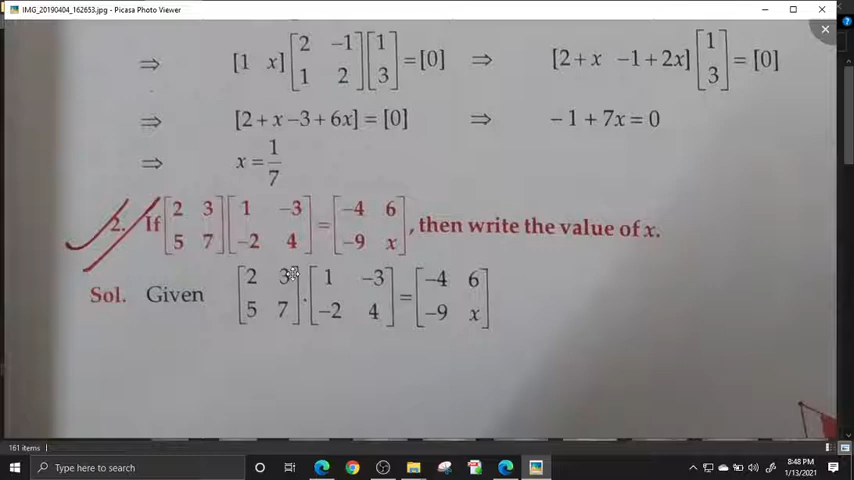 IMG_20190404_162653.jpg - Picasa Photo Viewer
⇒ [1 x] [2 −1; 1 2] [1; 3] = [0] ⇒ [2+x −1+2x] [1; 3] = [0]
⇒ [2+x−3+6x] = [0] ⇒ −1+7x=0
⇒ x = 1/7
2. If [2 3; 5 7] [1 −3; −2 4] = [−4 6; −9 x], then write the value of x.
Sol. Given [2 3; 5 7] . [1 −3; −2 4] = [−4 6; −9 x]
161 items
Type here to search
8:48 PM
1/13/2021